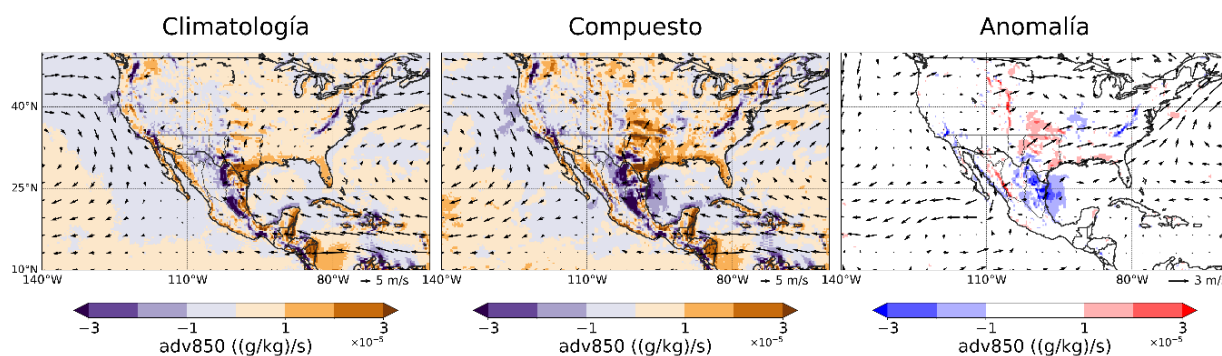 Climatología Compuesto Anomalía
40°N
25°N
10°N
140°W 110°W 80°W 140°W 110°W 80°W 140°W 110°W 80°W
5 m/s 5 m/s 3 m/s
−3 −1 1 3 −3 −1 1 3 −3 −1 1 3
adv850 ((g/kg)/s) ×10⁻⁵ adv850 ((g/kg)/s) ×10⁻⁵ adv850 ((g/kg)/s) ×10⁻⁵